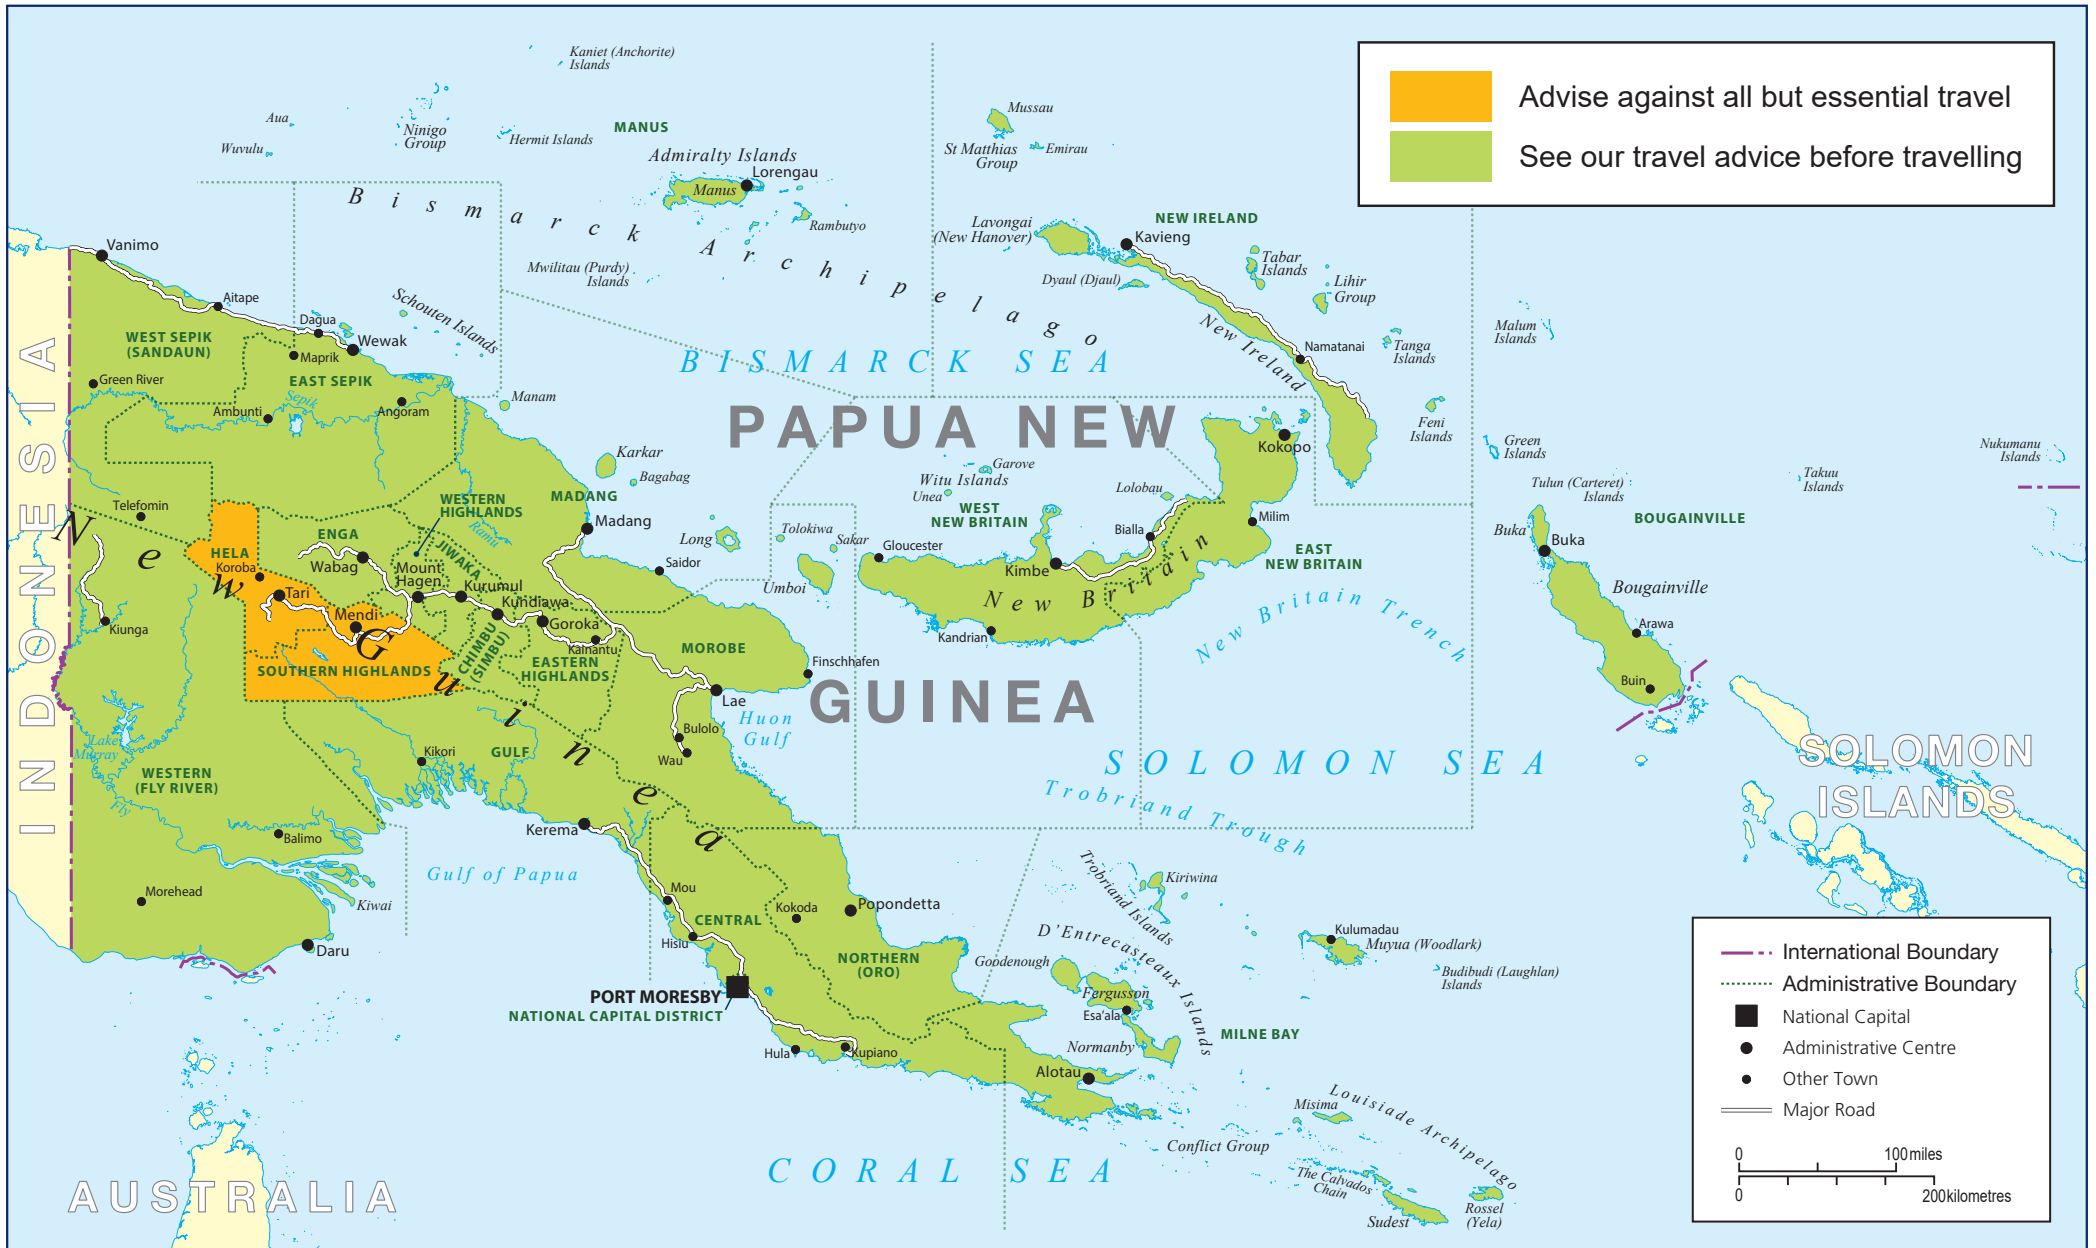 Advise against all but essential travel
See our travel advice before travelling
Kaniet (Anchorite)
Islands
Aua
Wuvulu
Ninigo
Group
Hermit Islands
MANUS
Admiralty Islands
Lorengau
Manus
Rambutyo
Mussau
St Matthias
Group
Emirau
Bismarck Archipelago
Mwilitau (Purdy)
Islands
Lavongai
(New Hanover)
NEW IRELAND
Kavieng
Tabar
Islands
Dyaul (Djaul)
Lihir
Group
New Ireland
Namatanai
Tanga
Islands
Malum
Islands
Feni
Islands
Green
Islands
Nukumanu
Islands
Takuu
Islands
Tulun (Carteret)
Islands
BOUGAINVILLE
Buka
Buka
Bougainville
Arawa
Buin
Vanimo
Aitape
Dagua
Wewak
Schouten Islands
WEST SEPIK
(SANDAUN)
Maprik
Green River
EAST SEPIK
Sepik
Ambunti
Angoram
Manam
BISMARCK SEA
PAPUA NEW
GUINEA
Karkar
Bagabag
MADANG
Madang
Garove
Witu Islands
Unea
Lolobau
Kokopo
WEST
NEW BRITAIN
Bialla
Milim
Tolokiwa
Sakar
Long
Gloucester
Saidor
Umboi
Kimbe
New Britain
EAST
NEW BRITAIN
Kandrian
New Britain Trench
INDONESIA
Telefomin
New Guinea
WESTERN
HIGHLANDS
Ramu
ENGA
JIWAKA
HELA
Koroba
Wabag
Mount
Hagen
Kurumul
Tari
Kundiawa
Mendi
Goroka
Kainantu
Kiunga
CHIMBU
(SIMBU)
SOUTHERN HIGHLANDS
EASTERN
HIGHLANDS
MOROBE
Finschhafen
Lae
Huon
Gulf
Bulolo
Wau
Lake
Murray
WESTERN
(FLY RIVER)
Fly
Kikori
GULF
SOLOMON SEA
Trobriand Trough
SOLOMON
ISLANDS
Kerema
Balimo
Gulf of Papua
Morehead
Kiwai
Daru
Mou
CENTRAL
Hisiu
Kokoda
Popondetta
NORTHERN
(ORO)
PORT MORESBY
NATIONAL CAPITAL DISTRICT
Hula
Kupiano
Trobriand Islands
Kiriwina
D'Entrecasteaux Islands
Goodenough
Fergusson
Esa'ala
Normanby
MILNE BAY
Kulumadau
Muyua (Woodlark)
Budibudi (Laughlan)
Islands
Alotau
Misima
Louisiade Archipelago
Conflict Group
The Calvados
Chain
Sudest
Rossel
(Yela)
CORAL SEA
AUSTRALIA
International Boundary
Administrative Boundary
National Capital
Administrative Centre
Other Town
Major Road
0 100 miles
0 200 kilometres